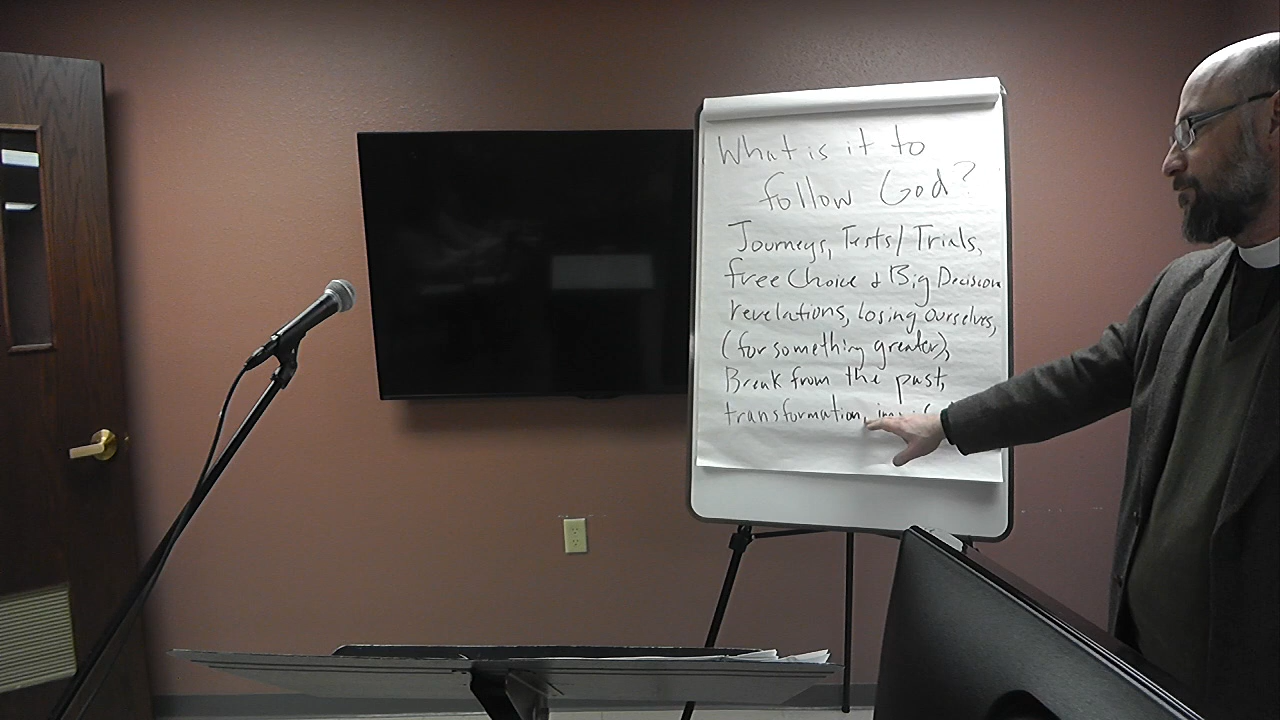 What is it to
follow God?
Journeys, Tests/Trials,
free Choice & Big Decision
revelations, losing ourselves,
(for something greater),
Break from the past,
transformation,